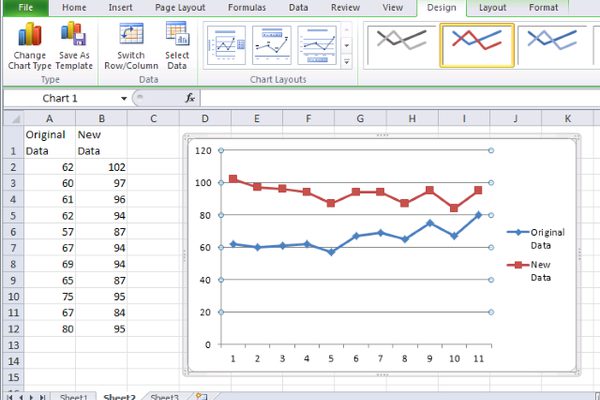 File Home Insert Page Layout Formulas Data Review View Design Layout Format
Change Chart Type
Save As Template
Switch Row/Column
Select Data
Type Data Chart Layouts
Chart 1 fx
A B C D E F G H I J K
1 Original Data New Data
2 62 102
3 60 97
4 61 96
5 62 94
6 57 87
7 67 94
8 69 94
9 65 87
10 75 95
11 67 84
12 80 95
13
14
15
120
100
80
60
40
20
0
1 2 3 4 5 6 7 8 9 10 11
Original
Data
New
Data
Sheet1 Sheet2 Sheet3